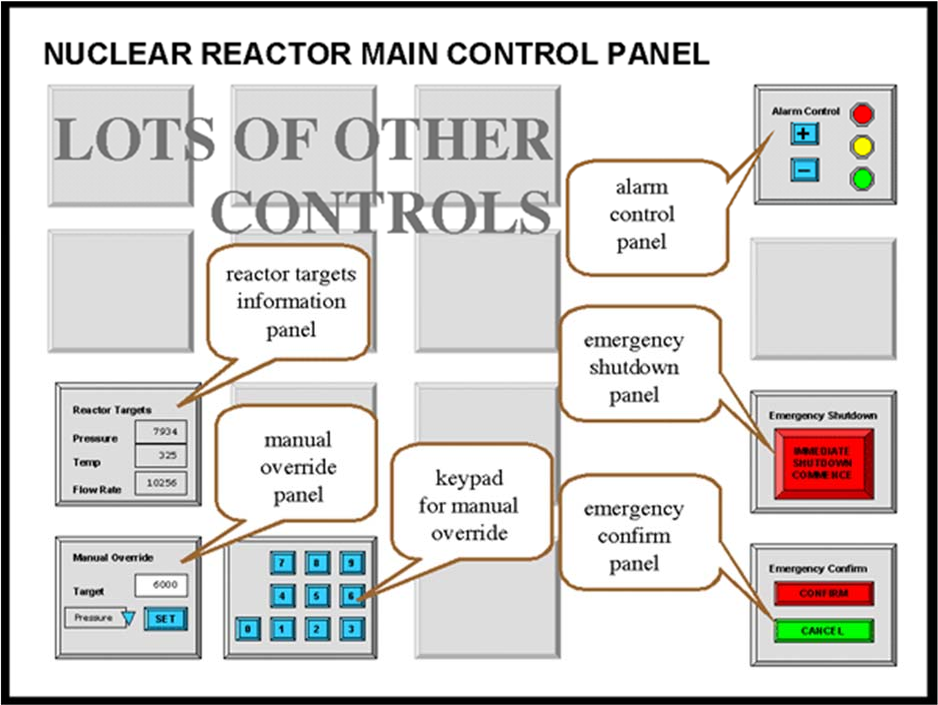 NUCLEAR REACTOR MAIN CONTROL PANEL
LOTS OF OTHER
CONTROLS
Alarm Control
+
−
alarm
control
panel
reactor targets
information
panel
emergency
shutdown
panel
Reactor Targets
Pressure 7934
Temp 325
Flow Rate 10256
manual
override
panel
keypad
for manual
override
Emergency Shutdown
IMMEDIATE
SHUTDOWN
COMMENCE
emergency
confirm
panel
Manual Override
Target 6000
Pressure SET
7 8 9
4 5 6
0 1 2 3
Emergency Confirm
CONFIRM
CANCEL